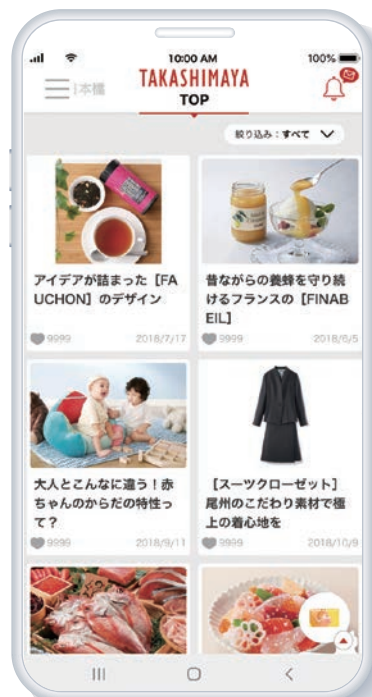 10:00 AM
100%
本橋
TAKASHIMAYA
TOP
絞り込み：すべて
アイデアが詰まった［FA
UCHON］のデザイン
9999 2018/7/17
昔ながらの養蜂を守り続
けるフランスの［FINAB
EIL］
9999 2018/6/5
大人とこんなに違う！赤
ちゃんのからだの特性っ
て？
9999 2018/9/11
［スーツクローゼット］
尾州のこだわり素材で極
上の着心地を
9999 2018/10/9